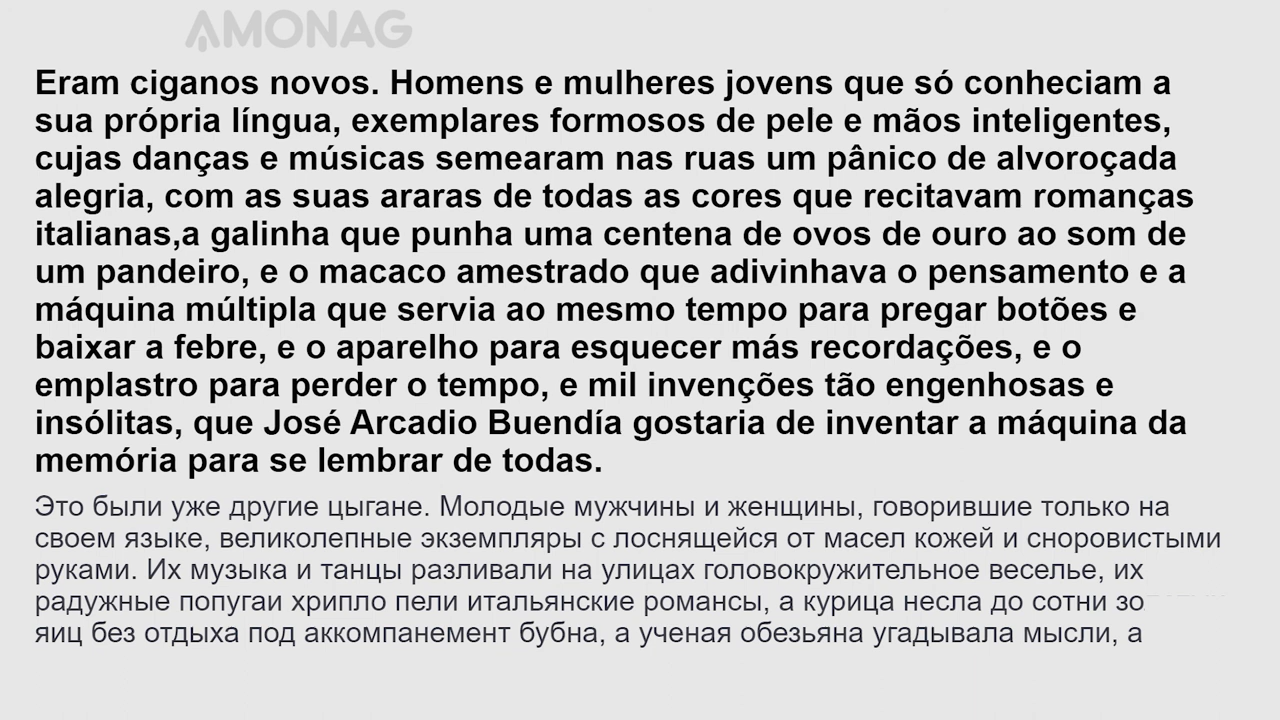 AMONAG
Eram ciganos novos. Homens e mulheres jovens que só conheciam a
sua própria língua, exemplares formosos de pele e mãos inteligentes,
cujas danças e músicas semearam nas ruas um pânico de alvoroçada
alegria, com as suas araras de todas as cores que recitavam romanças
italianas,a galinha que punha uma centena de ovos de ouro ao som de
um pandeiro, e o macaco amestrado que adivinhava o pensamento e a
máquina múltipla que servia ao mesmo tempo para pregar botões e
baixar a febre, e o aparelho para esquecer más recordações, e o
emplastro para perder o tempo, e mil invenções tão engenhosas e
insólitas, que José Arcadio Buendía gostaria de inventar a máquina da
memória para se lembrar de todas.
Это были уже другие цыгане. Молодые мужчины и женщины, говорившие только на
своем языке, великолепные экземпляры с лоснящейся от масел кожей и сноровистыми
руками. Их музыка и танцы разливали на улицах головокружительное веселье, их
радужные попугаи хрипло пели итальянские романсы, а курица несла до сотни
яиц без отдыха под аккомпанемент бубна, а ученая обезьяна угадывала мысли, а